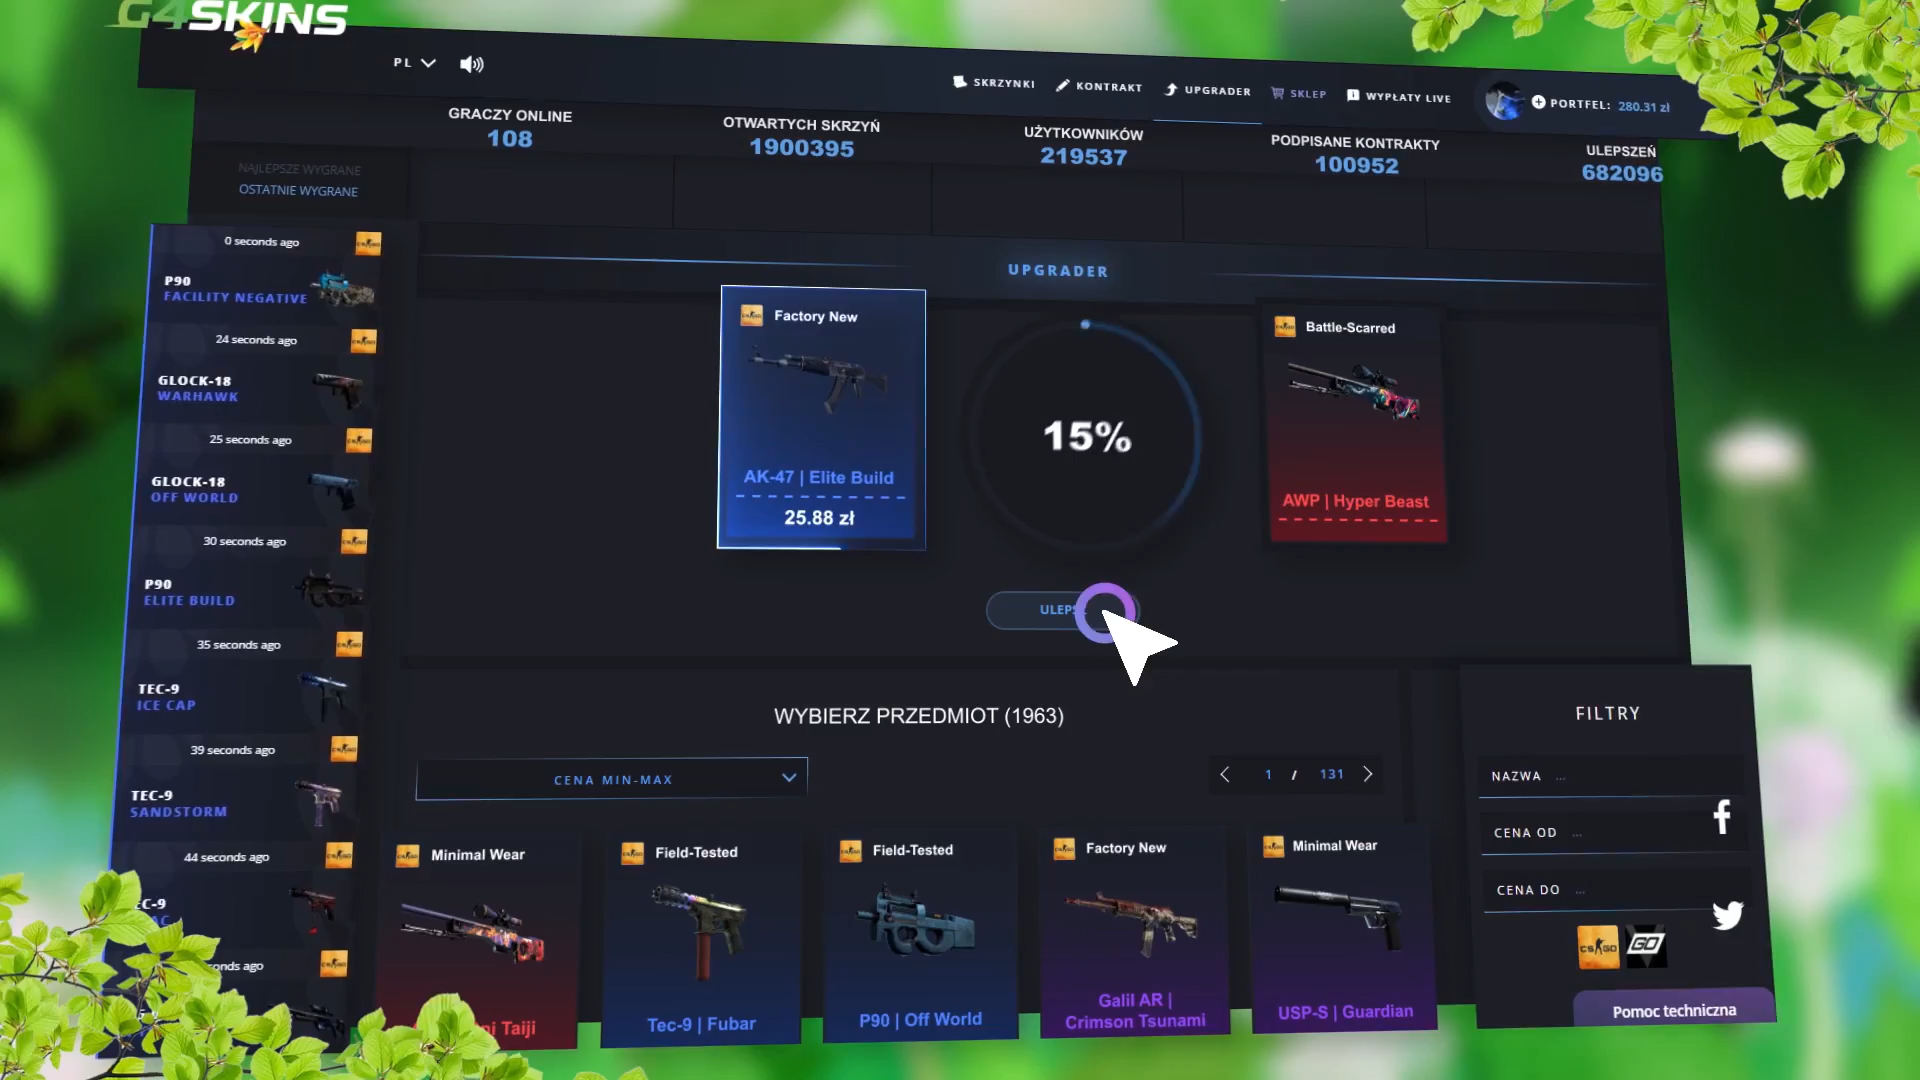 G4SKINS
PL
SKRZYNKI
KONTRAKT
UPGRADER
SKLEP
WYPŁATY LIVE
PORTFEL: 280.31 zł
GRACZY ONLINE
108
OTWARTYCH SKRZYŃ
1900395
UŻYTKOWNIKÓW
219537
PODPISANE KONTRAKTY
100952
ULEPSZEŃ
682096
NAJLEPSZE WYGRANE
OSTATNIE WYGRANE
0 seconds ago
P90
FACILITY NEGATIVE
24 seconds ago
GLOCK-18
WARHAWK
25 seconds ago
GLOCK-18
OFF WORLD
30 seconds ago
P90
ELITE BUILD
35 seconds ago
TEC-9
ICE CAP
39 seconds ago
TEC-9
SANDSTORM
44 seconds ago
UPGRADER
Factory New
AK-47 | Elite Build
25.88 zł
15%
Battle-Scarred
AWP | Hyper Beast
ULEPS
WYBIERZ PRZEDMIOT (1963)
CENA MIN-MAX
1 / 131
Minimal Wear
Taiji
Field-Tested
Tec-9 | Fubar
Field-Tested
P90 | Off World
Factory New
Galil AR |
Crimson Tsunami
Minimal Wear
USP-S | Guardian
FILTRY
NAZWA ...
CENA OD ...
CENA DO ...
CS GO
GO
Pomoc techniczna